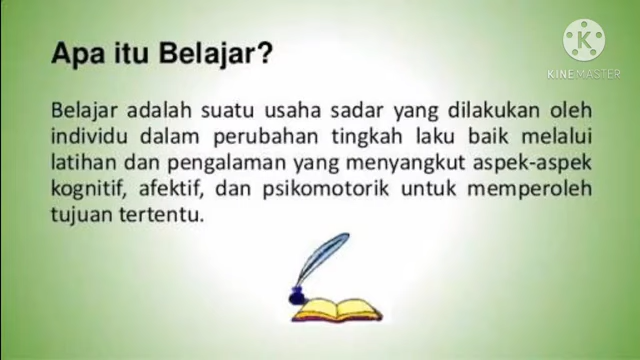 Apa itu Belajar?
KINEMASTER
Belajar adalah suatu usaha sadar yang dilakukan oleh
individu dalam perubahan tingkah laku baik melalui
latihan dan pengalaman yang menyangkut aspek-aspek
kognitif, afektif, dan psikomotorik untuk memperoleh
tujuan tertentu.